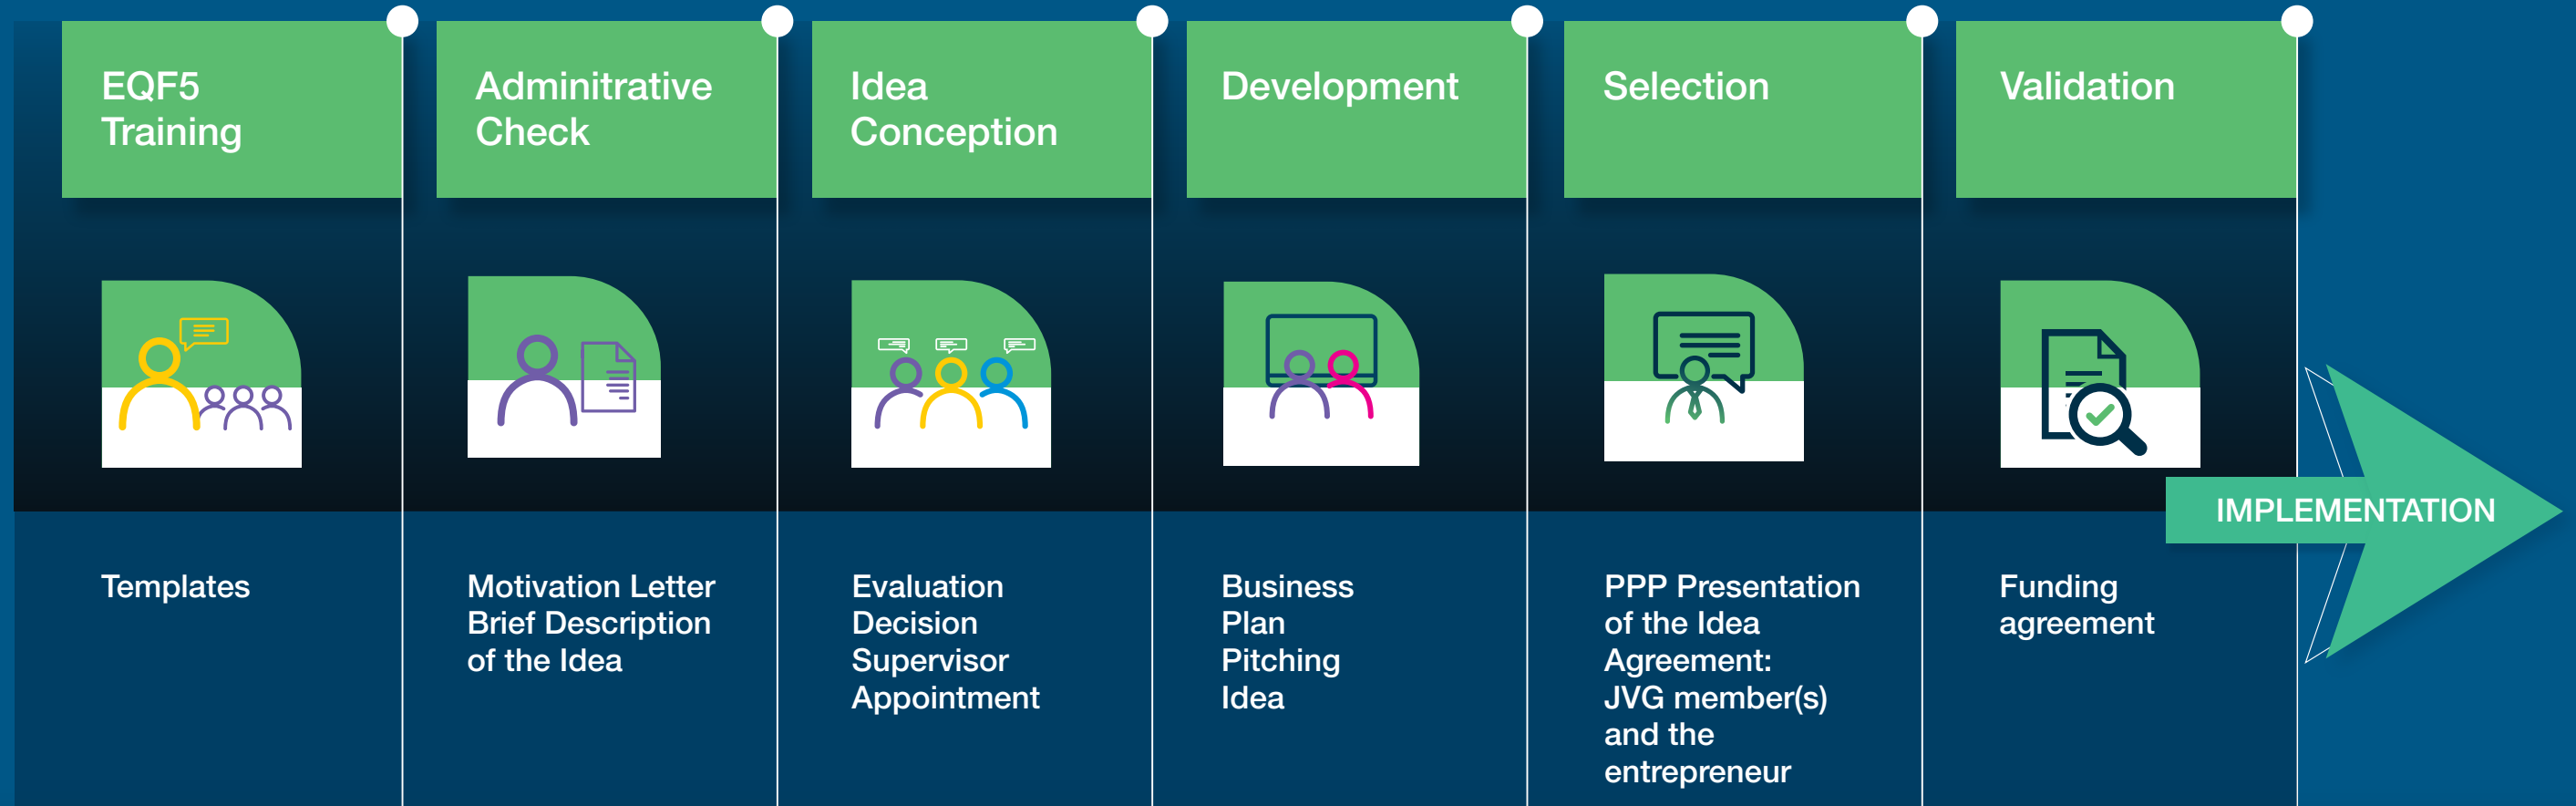 EQF5
Training
Adminitrative
Check
Idea
Conception
Development
Selection
Validation
IMPLEMENTATION
Templates
Motivation Letter
Brief Description
of the Idea
Evaluation
Decision
Supervisor
Appointment
Business
Plan
Pitching
Idea
PPP Presentation
of the Idea
Agreement:
JVG member(s)
and the
entrepreneur
Funding
agreement